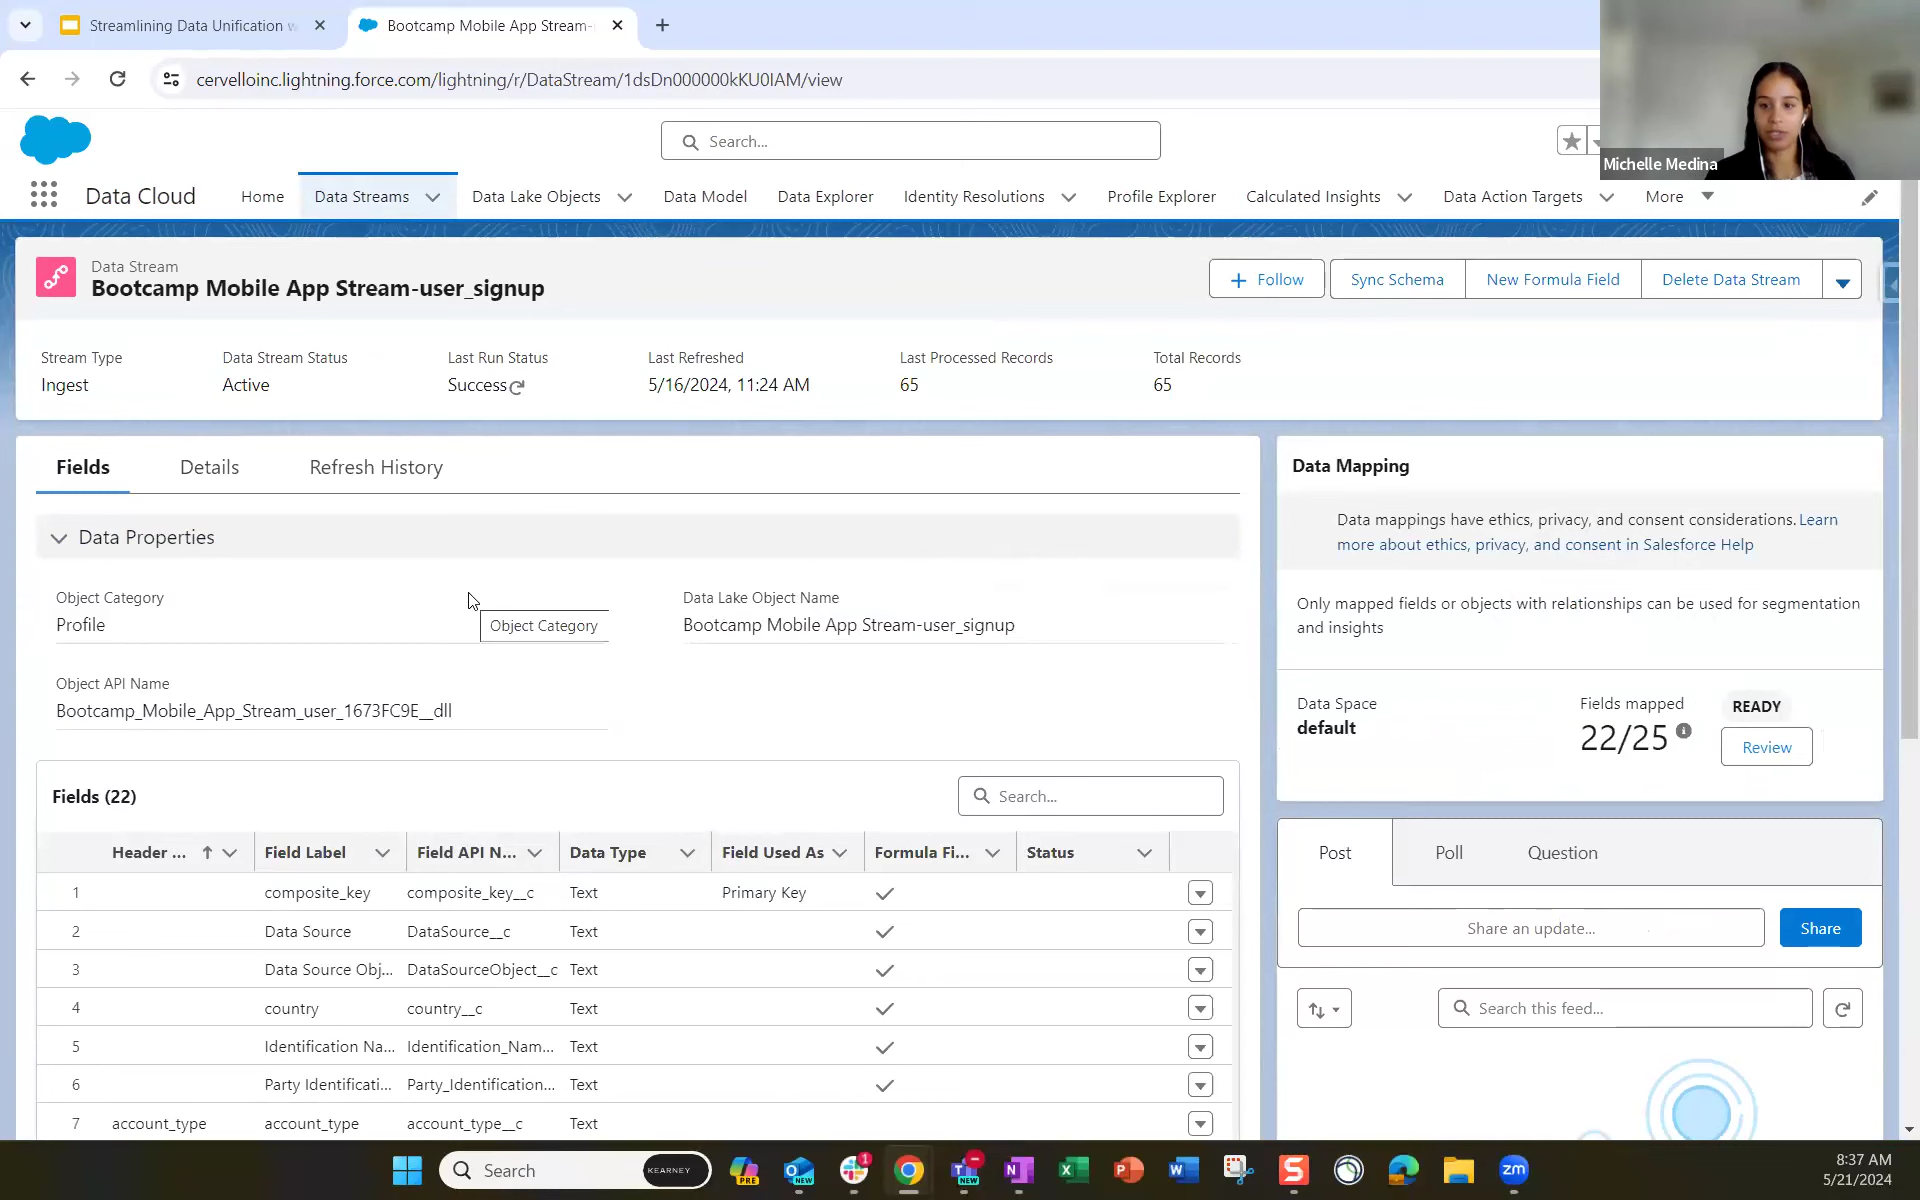 Streamlining Data Unification w
Bootcamp Mobile App Stream-
cervelloinc.lightning.force.com/lightning/r/DataStream/1dsDn000000kKU0IAM/view
Search...
Michelle Medina
Data Cloud
Home
Data Streams
Data Lake Objects
Data Model
Data Explorer
Identity Resolutions
Profile Explorer
Calculated Insights
Data Action Targets
More
Data Stream
Bootcamp Mobile App Stream-user_signup
Follow
Sync Schema
New Formula Field
Delete Data Stream
Stream Type
Data Stream Status
Last Run Status
Last Refreshed
Last Processed Records
Total Records
Ingest
Active
Success
5/16/2024, 11:24 AM
65
65
Fields
Details
Refresh History
Data Properties
Object Category
Profile
Object Category
Data Lake Object Name
Bootcamp Mobile App Stream-user_signup
Object API Name
Bootcamp_Mobile_App_Stream_user_1673FC9E__dll
Fields (22)
Search...
Header ... Field Label Field API N... Data Type Field Used As Formula Fi... Status
1 composite_key composite_key__c Text Primary Key
2 Data Source DataSource__c Text
3 Data Source Obj... DataSourceObject__c Text
4 country country__c Text
5 Identification Na... Identification_Nam... Text
6 Party Identificati... Party_Identification... Text
7 account_type account_type account_type__c Text
Data Mapping
Data mappings have ethics, privacy, and consent considerations. Learn
more about ethics, privacy, and consent in Salesforce Help
Only mapped fields or objects with relationships can be used for segmentation
and insights
Data Space
default
Fields mapped
22/25
READY
Review
Post
Poll
Question
Share an update...
Share
Search this feed...
Search
KEARNEY
PRE
NEW
1
NEW
zm
8:37 AM
5/21/2024